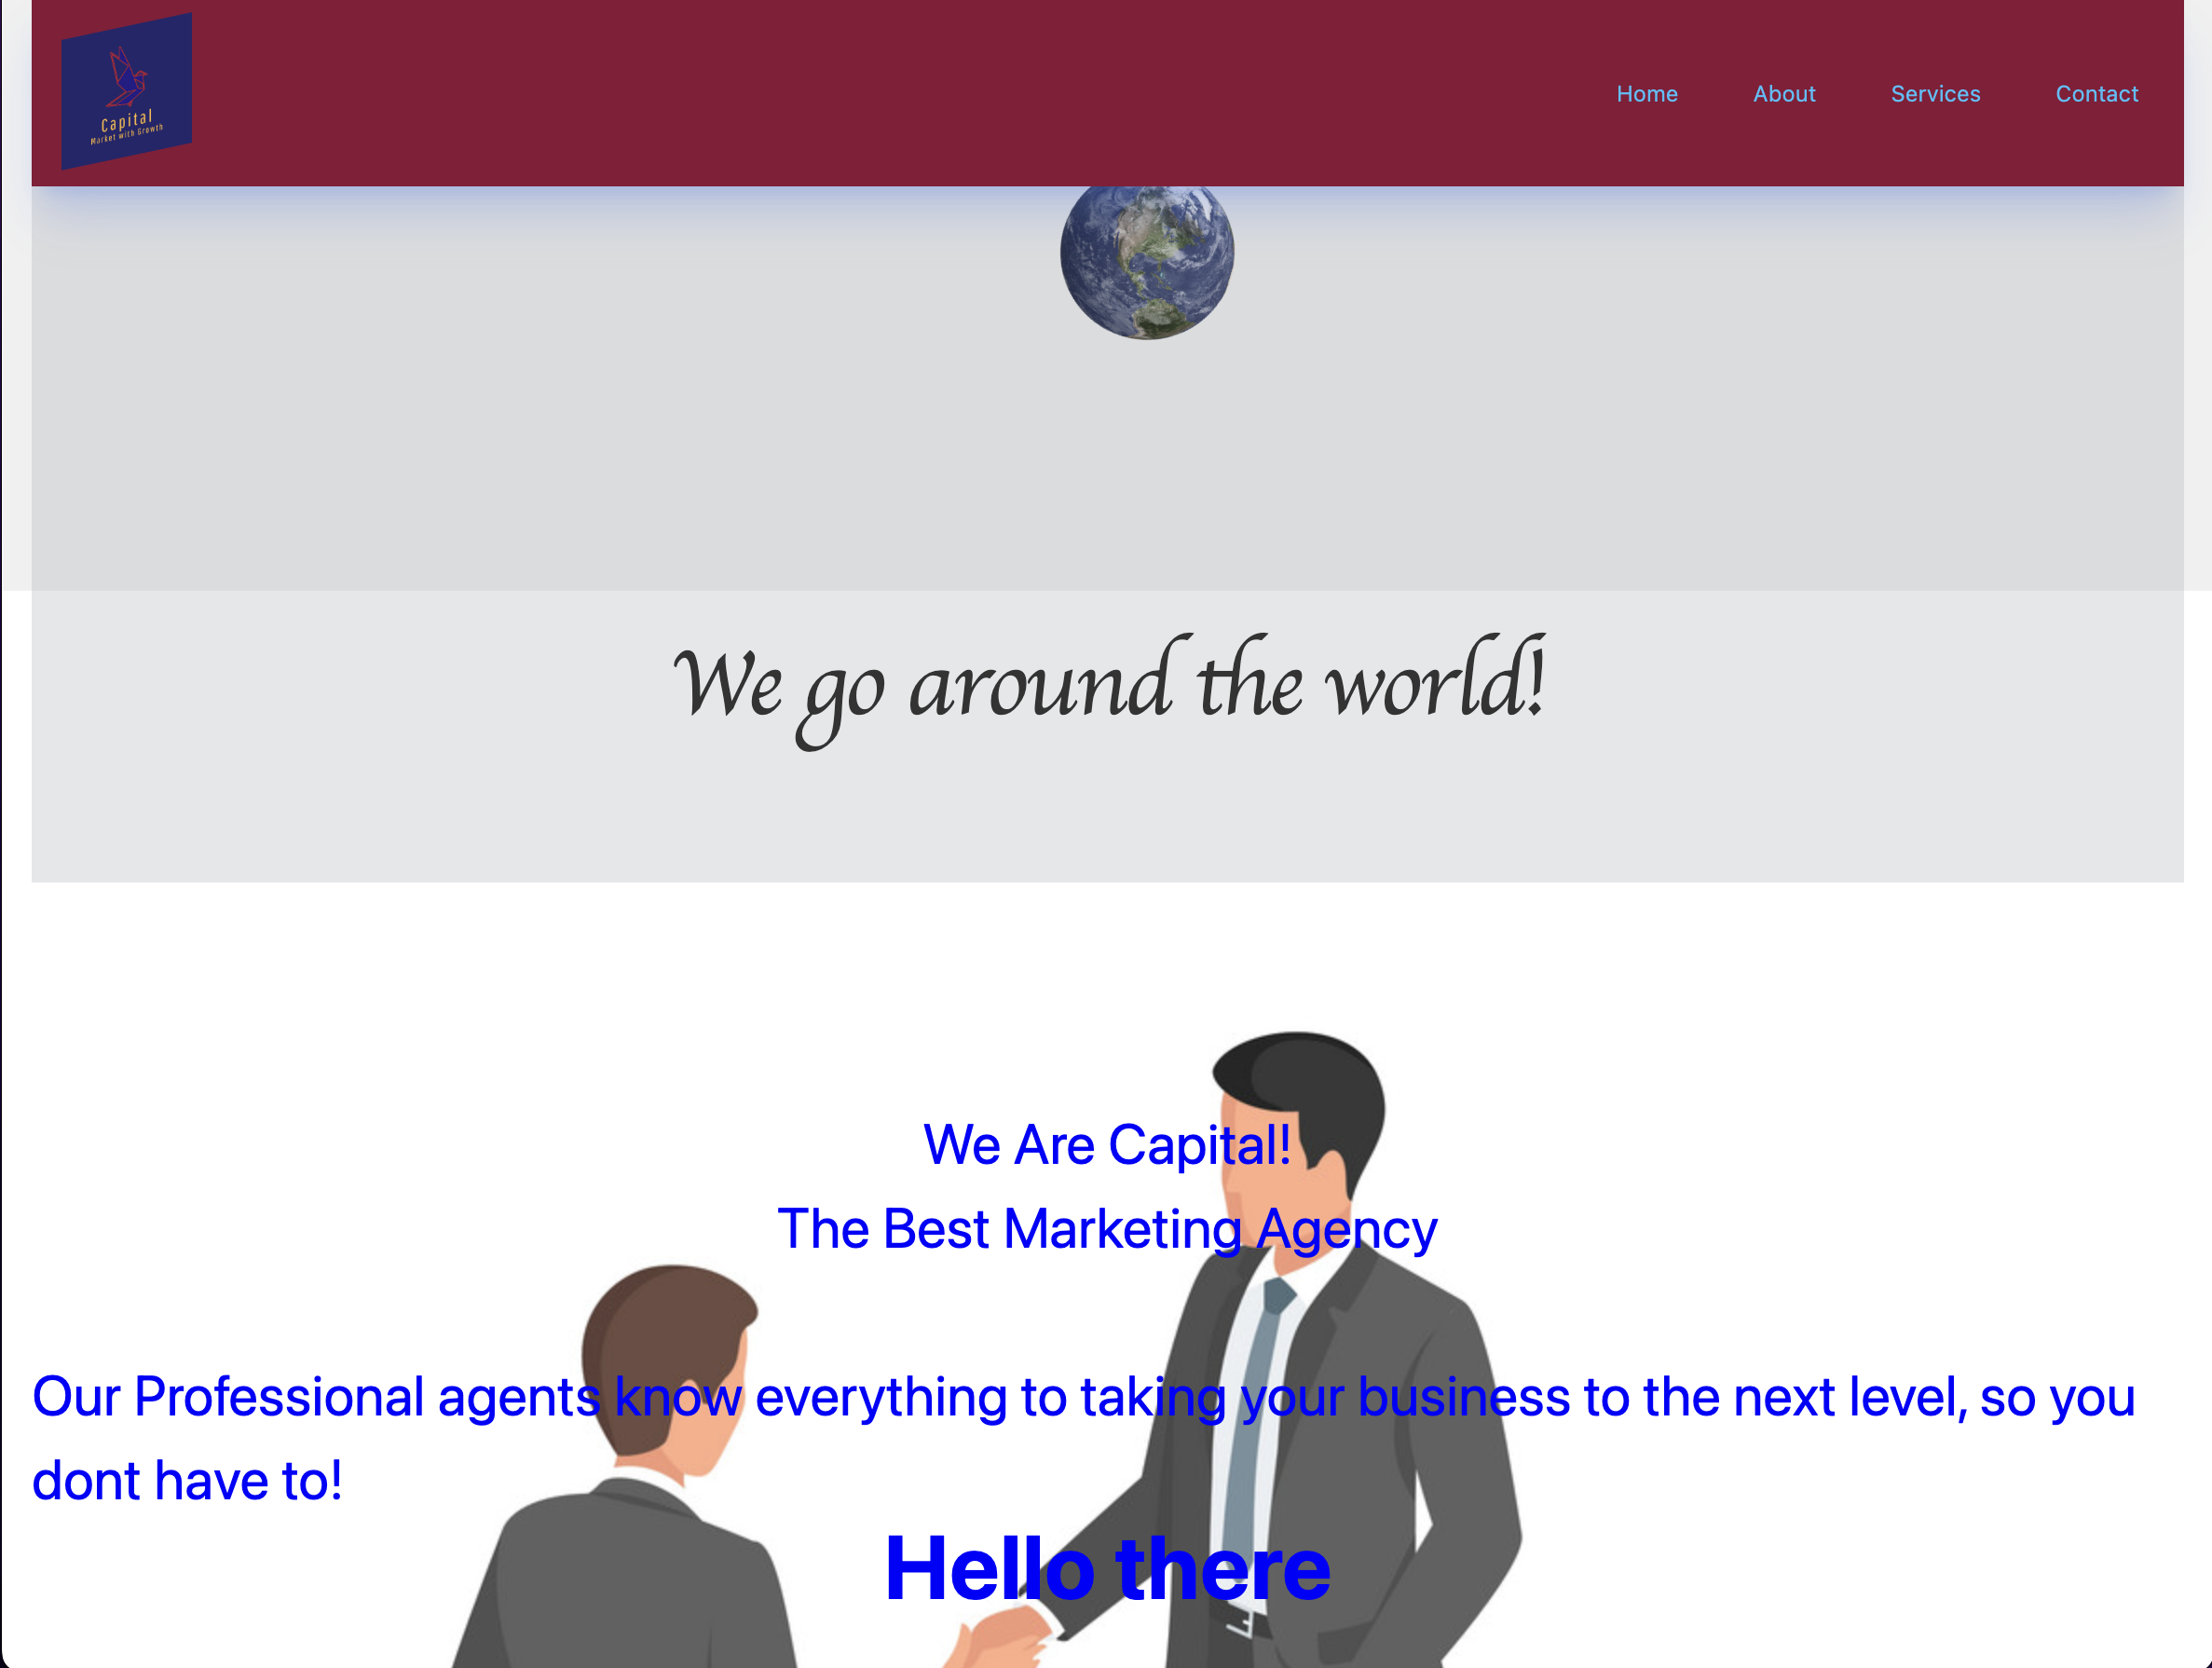 Capital
Market with Growth
Home About Services Contact
We go around the world!
We Are Capital!
The Best Marketing Agency
Our Professional agents know everything to taking your business to the next level, so you
dont have to!
Hello there